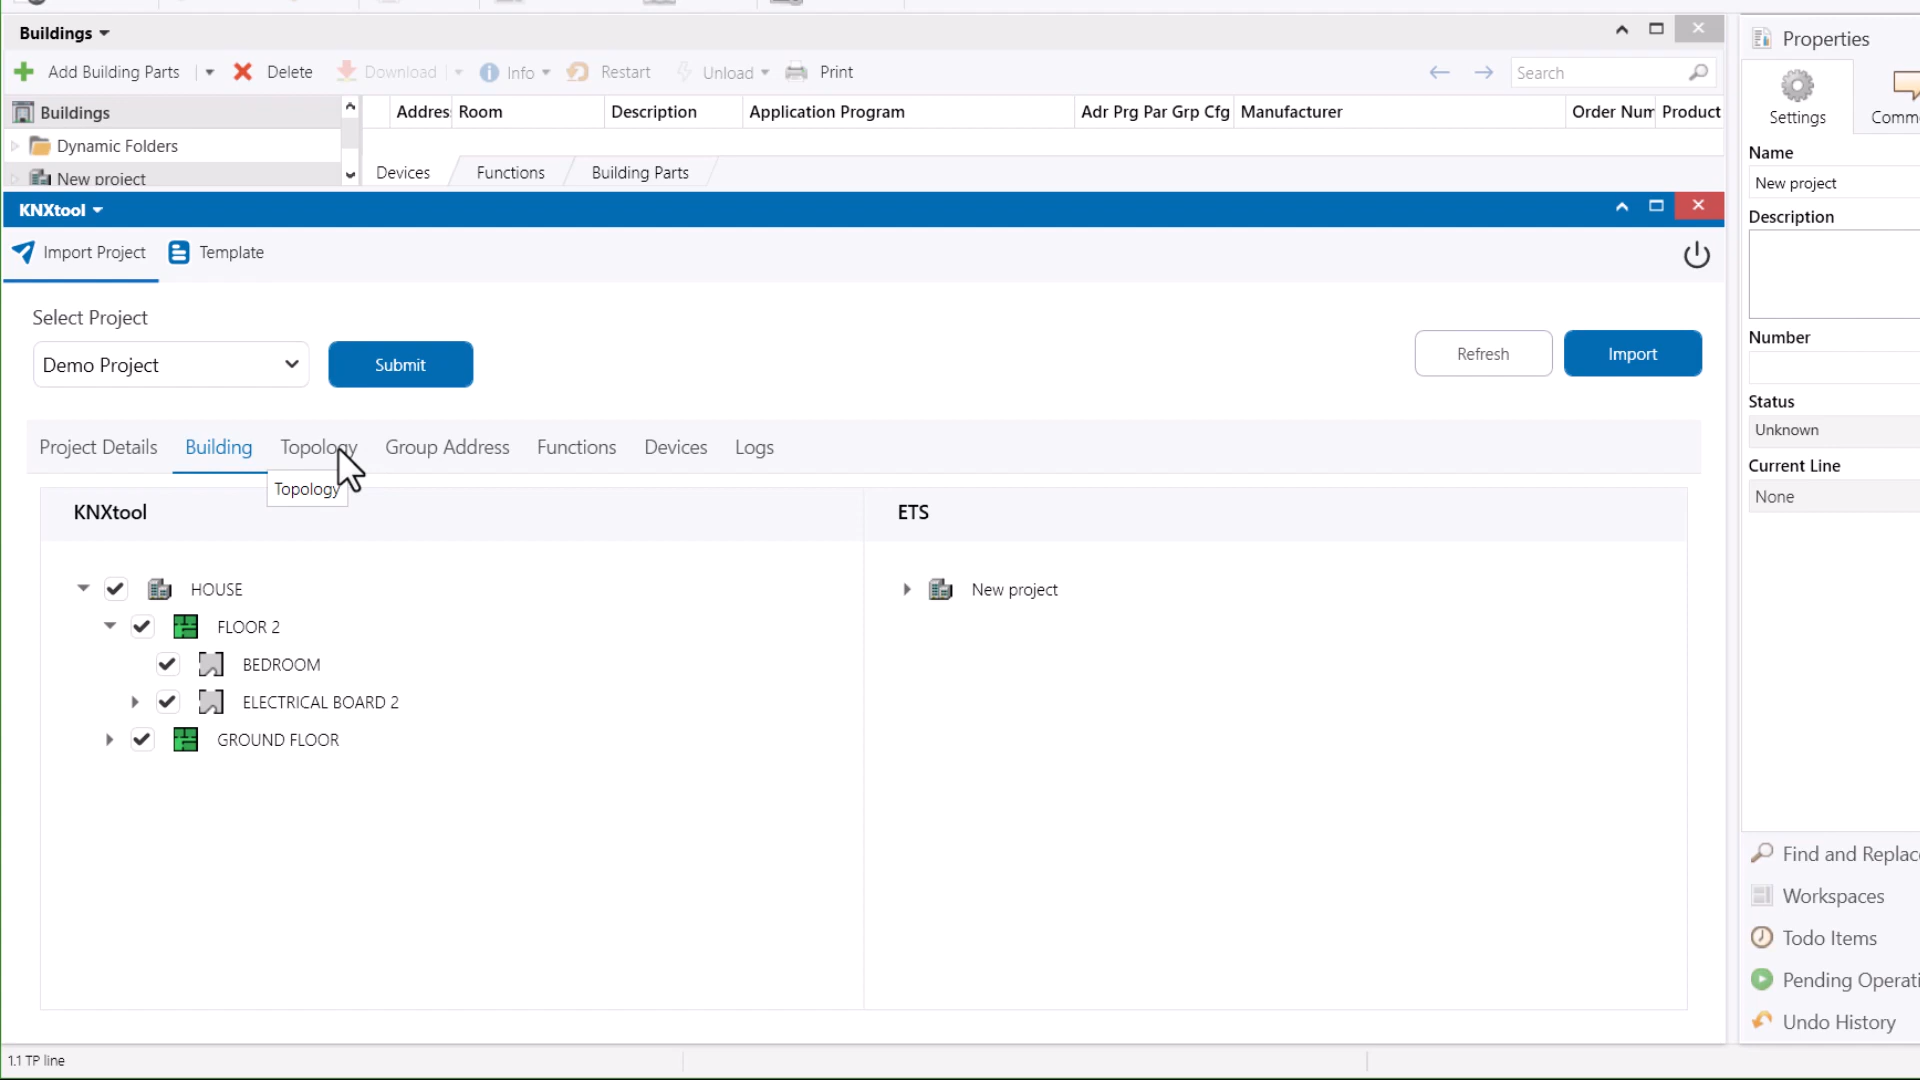 Buildings
Add Building Parts Delete Download Info Restart Unload Print Search
Buildings
Dynamic Folders
New project
Addres Room Description Application Program Adr Prg Par Grp Cfg Manufacturer Order Num Product
Devices Functions Building Parts
KNXtool
Import Project Template
Select Project
Demo Project Submit Refresh Import
Project Details Building Topology Group Address Functions Devices Logs
Topology
KNXtool ETS
HOUSE
FLOOR 2
BEDROOM
ELECTRICAL BOARD 2
GROUND FLOOR
New project
Properties
Settings Comm
Name
New project
Description
Number
Status
Unknown
Current Line
None
Find and Replac
Workspaces
Todo Items
Pending Operati
Undo History
1.1 TP line